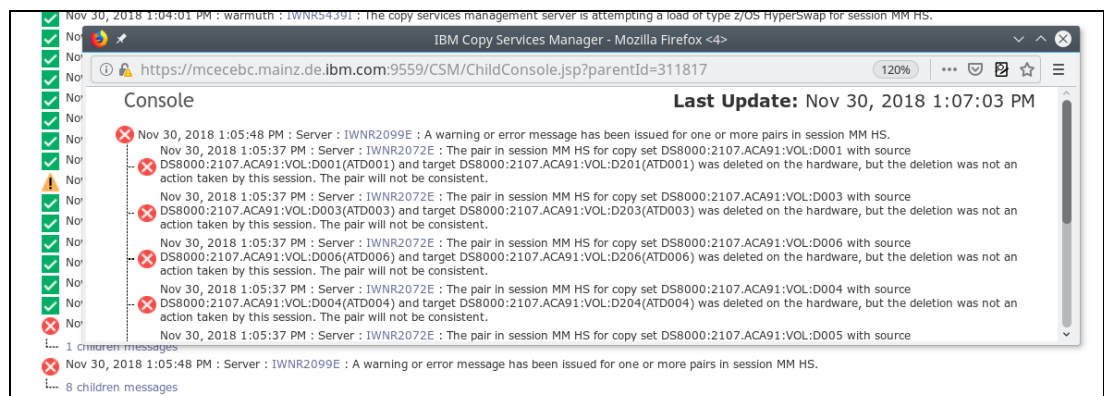 Nov 30, 2018 1:04:01 PM : warmuth : IWNR5439I : The copy services management server is attempting a load of type z/OS HyperSwap for session MM HS.
IBM Copy Services Manager - Mozilla Firefox <4>
https://mcecebc.mainz.de.ibm.com:9559/CSM/ChildConsole.jsp?parentId=311817
120%
Console
Last Update: Nov 30, 2018 1:07:03 PM
Nov 30, 2018 1:05:48 PM : Server : IWNR2099E : A warning or error message has been issued for one or more pairs in session MM HS.
Nov 30, 2018 1:05:37 PM : Server : IWNR2072E : The pair in session MM HS for copy set DS8000:2107.ACA91:VOL:D001 with source
DS8000:2107.ACA91:VOL:D001(ATD001) and target DS8000:2107.ACA91:VOL:D201(ATD001) was deleted on the hardware, but the deletion was not an
action taken by this session. The pair will not be consistent.
Nov 30, 2018 1:05:37 PM : Server : IWNR2072E : The pair in session MM HS for copy set DS8000:2107.ACA91:VOL:D003 with source
DS8000:2107.ACA91:VOL:D003(ATD003) and target DS8000:2107.ACA91:VOL:D203(ATD003) was deleted on the hardware, but the deletion was not an
action taken by this session. The pair will not be consistent.
Nov 30, 2018 1:05:37 PM : Server : IWNR2072E : The pair in session MM HS for copy set DS8000:2107.ACA91:VOL:D006 with source
DS8000:2107.ACA91:VOL:D006(ATD006) and target DS8000:2107.ACA91:VOL:D206(ATD006) was deleted on the hardware, but the deletion was not an
action taken by this session. The pair will not be consistent.
Nov 30, 2018 1:05:37 PM : Server : IWNR2072E : The pair in session MM HS for copy set DS8000:2107.ACA91:VOL:D004 with source
DS8000:2107.ACA91:VOL:D004(ATD004) and target DS8000:2107.ACA91:VOL:D204(ATD004) was deleted on the hardware, but the deletion was not an
action taken by this session. The pair will not be consistent.
Nov 30, 2018 1:05:37 PM : Server : IWNR2072E : The pair in session MM HS for copy set DS8000:2107.ACA91:VOL:D005 with source
1 children messages
Nov 30, 2018 1:05:48 PM : Server : IWNR2099E : A warning or error message has been issued for one or more pairs in session MM HS.
8 children messages